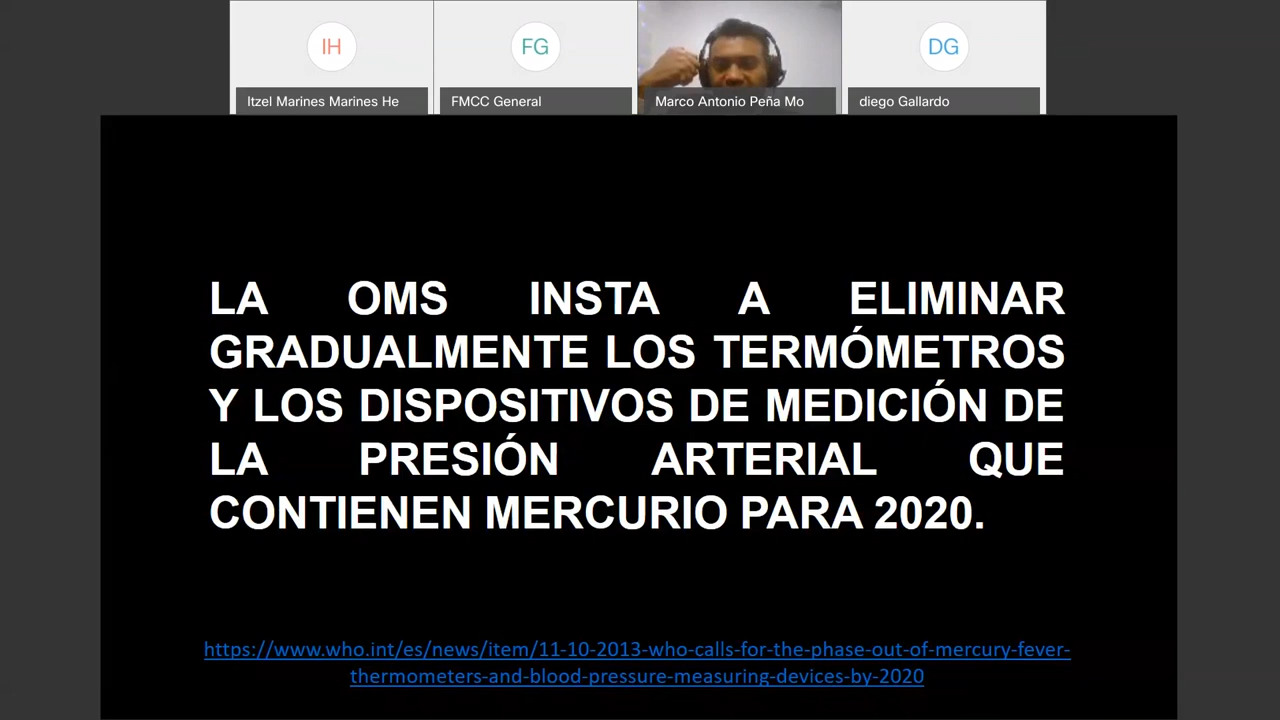 IH
FG
DG
Itzel Marines Marines He
FMCC General
Marco Antonio Peña Mo
diego Gallardo
LA OMS INSTA A ELIMINAR
GRADUALMENTE LOS TERMÓMETROS
Y LOS DISPOSITIVOS DE MEDICIÓN DE
LA PRESIÓN ARTERIAL QUE
CONTIENEN MERCURIO PARA 2020.
https://www.who.int/es/news/item/11-10-2013-who-calls-for-the-phase-out-of-mercury-fever-
thermometers-and-blood-pressure-measuring-devices-by-2020